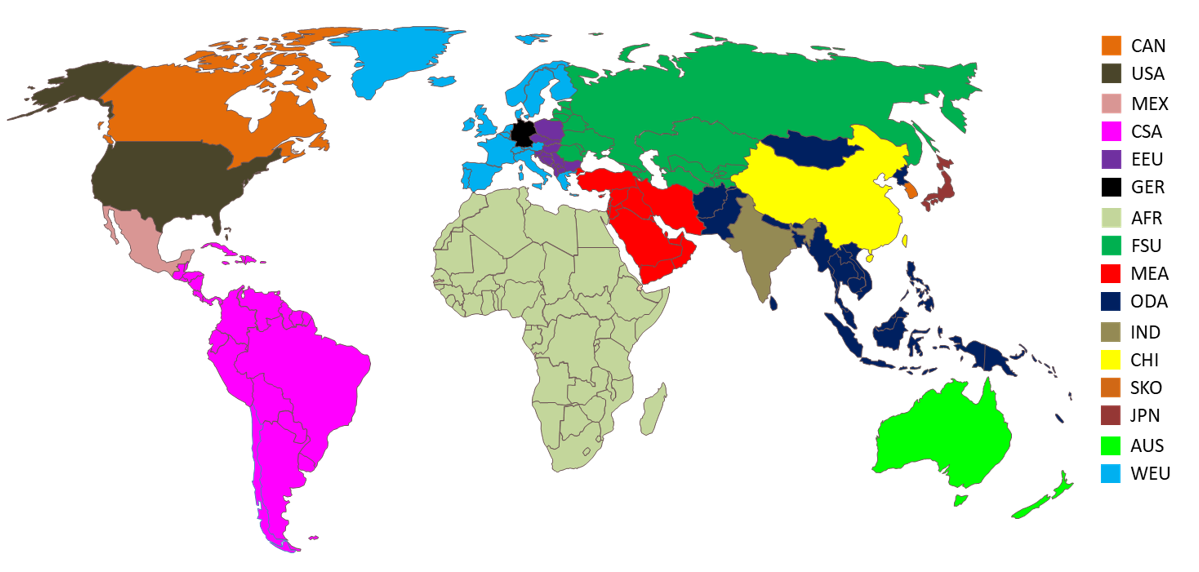 CAN
USA
MEX
CSA
EEU
GER
AFR
FSU
MEA
ODA
IND
CHI
SKO
JPN
AUS
WEU